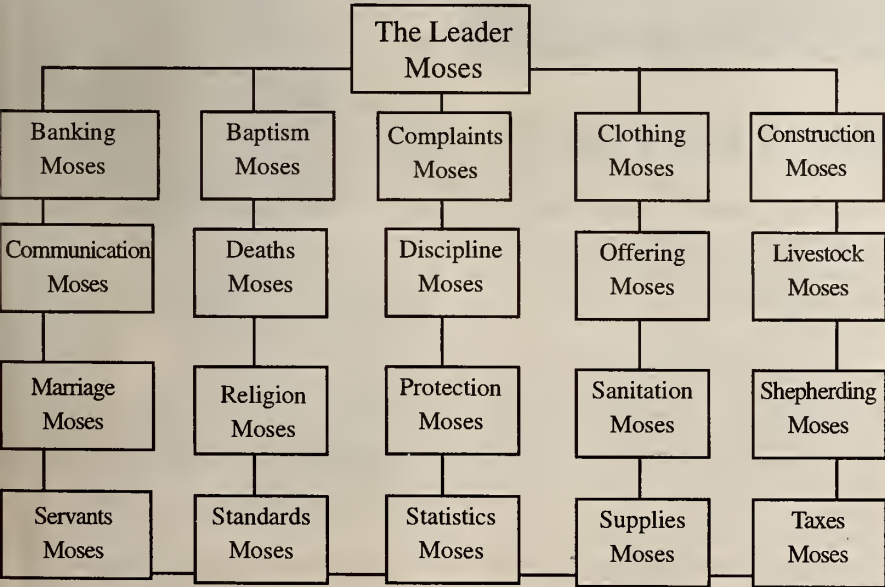 The Leader
Moses
Banking
Moses
Baptism
Moses
Complaints
Moses
Clothing
Moses
Construction
Moses
Communication
Moses
Deaths
Moses
Discipline
Moses
Offering
Moses
Livestock
Moses
Marriage
Moses
Religion
Moses
Protection
Moses
Sanitation
Moses
Shepherding
Moses
Servants
Moses
Standards
Moses
Statistics
Moses
Supplies
Moses
Taxes
Moses